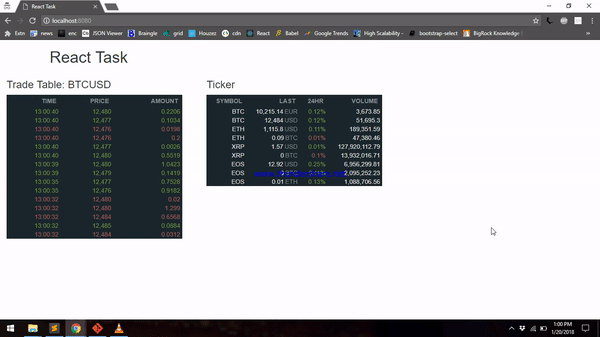 React Task
localhost:8080
Extn
enc
JSON Viewer
Braingle
grid
Houzez
cdn
React
Babel
Google Trends
High Scalability -
bootstrap-select
BigRock Knowledge
React Task
Trade Table: BTCUSD
TIME PRICE AMOUNT
13:00:40 12,480 0.2206
13:00:40 12,477 0.1034
13:00:40 12,476 0.0198
13:00:40 12,476 0.2
13:00:40 12,477 0.0026
13:00:40 12,480 0.5519
13:00:38 12,480 1.0423
13:00:39 12,479 0.1419
13:00:35 12,477 0.7528
13:00:35 12,476 0.9182
13:00:32 12,480 -0.02
13:00:32 12,480 1.299
13:00:32 12,484 0.6568
13:00:32 12,485 0.0884
13:00:32 12,484 0.0312
Ticker
SYMBOL LAST 24HR VOLUME
BTC 10,215.14 EUR 0.12% 3,673.85
BTC 12,484 USD 0.12% 51,695.3
ETH 1,115.8 USD 0.11% 189,351.59
ETH 0.09 BTC 0.01% 47,380.46
XRP 1.57 USD 0.01% 127,920,112.79
XRP 0 BTC 0.1% 13,932,016.71
EOS 12.92 USD 0.25% 6,956,299.81
EOS BTC 2,095,252.23
EOS 0.01 ETH 0.13% 1,088,706.56
1:00 PM
1/20/2018